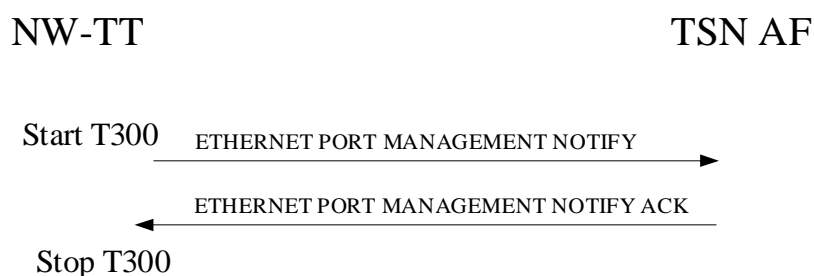 NW-TT
TSN AF
Start T300
ETHERNET PORT MANAGEMENT NOTIFY
ETHERNET PORT MANAGEMENT NOTIFY ACK
Stop T300